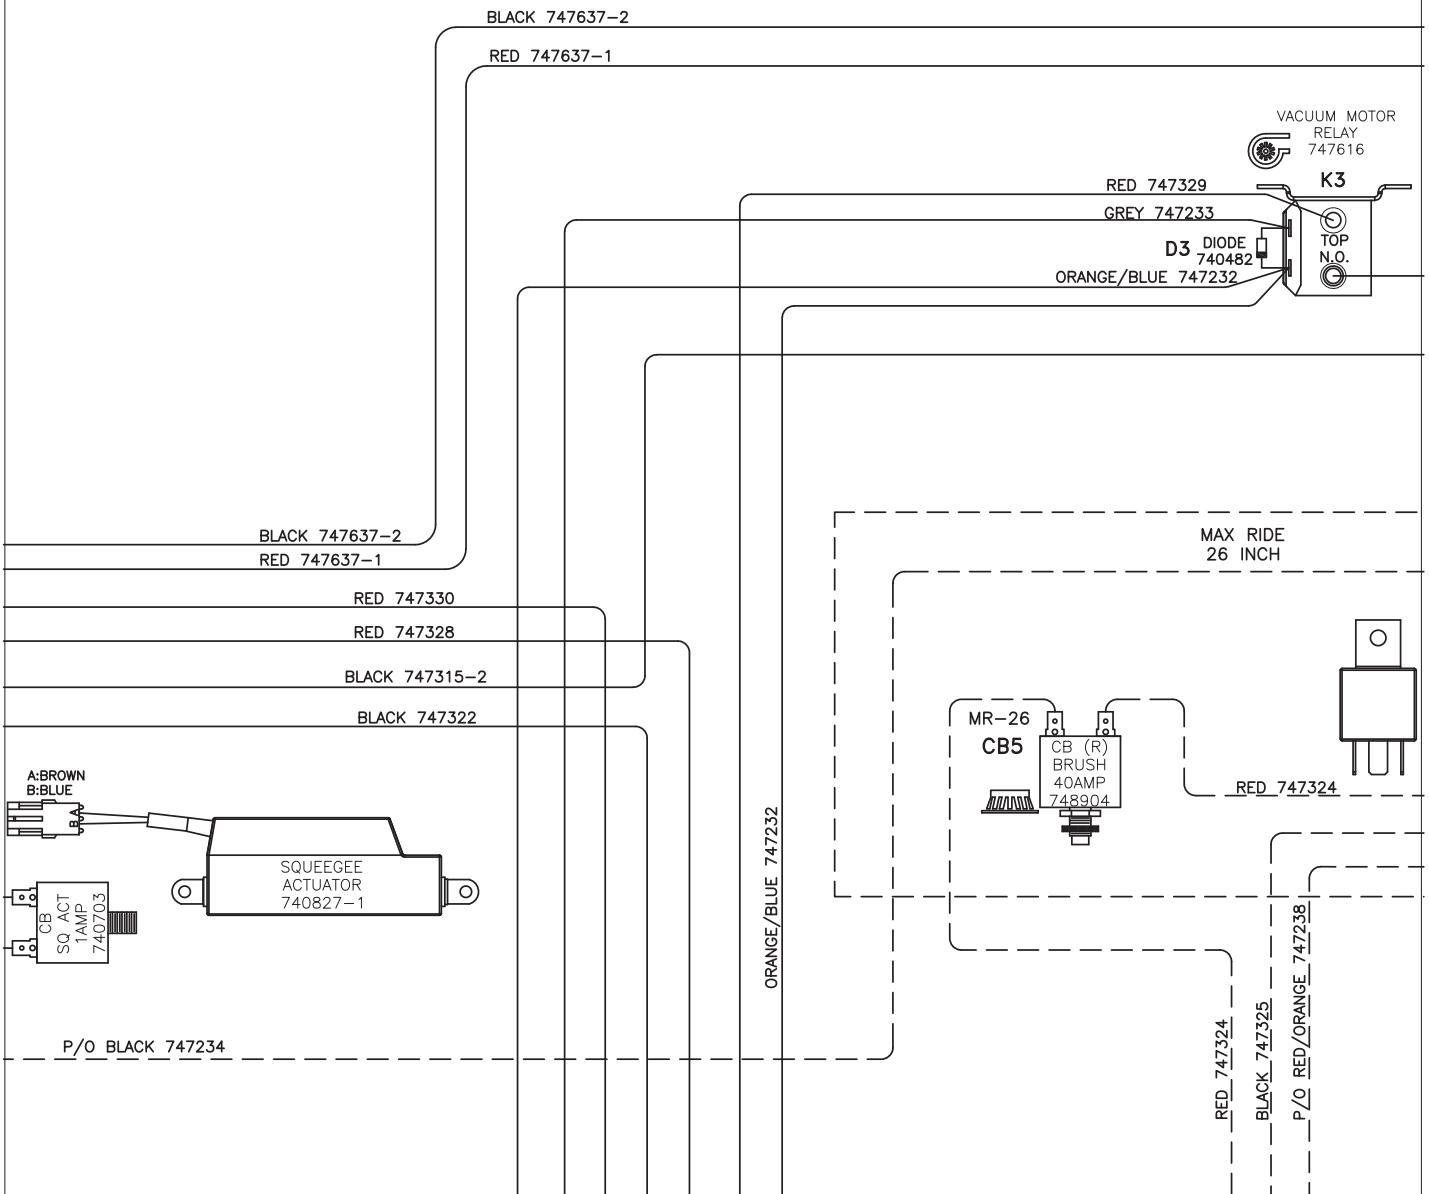 BLACK 747637-2
RED 747637-1
VACUUM MOTOR
RELAY
747616
K3
RED 747329
GREY 747233
TOP
N.O.
D3
DIODE
740482
ORANGE/BLUE 747232
BLACK 747637-2
RED 747637-1
MAX RIDE
26 INCH
RED 747330
RED 747328
BLACK 747315-2
BLACK 747322
MR-26
CB5
CB (R)
BRUSH
40AMP
748904
RED 747324
A:BROWN
B:BLUE
A
B
SQUEEGEE
ACTUATOR
740827-1
CB
SQ ACT
1AMP
740703
ORANGE/BLUE 747232
P/O BLACK 747234
RED 747324
BLACK 747325
P/O RED/ORANGE 747238